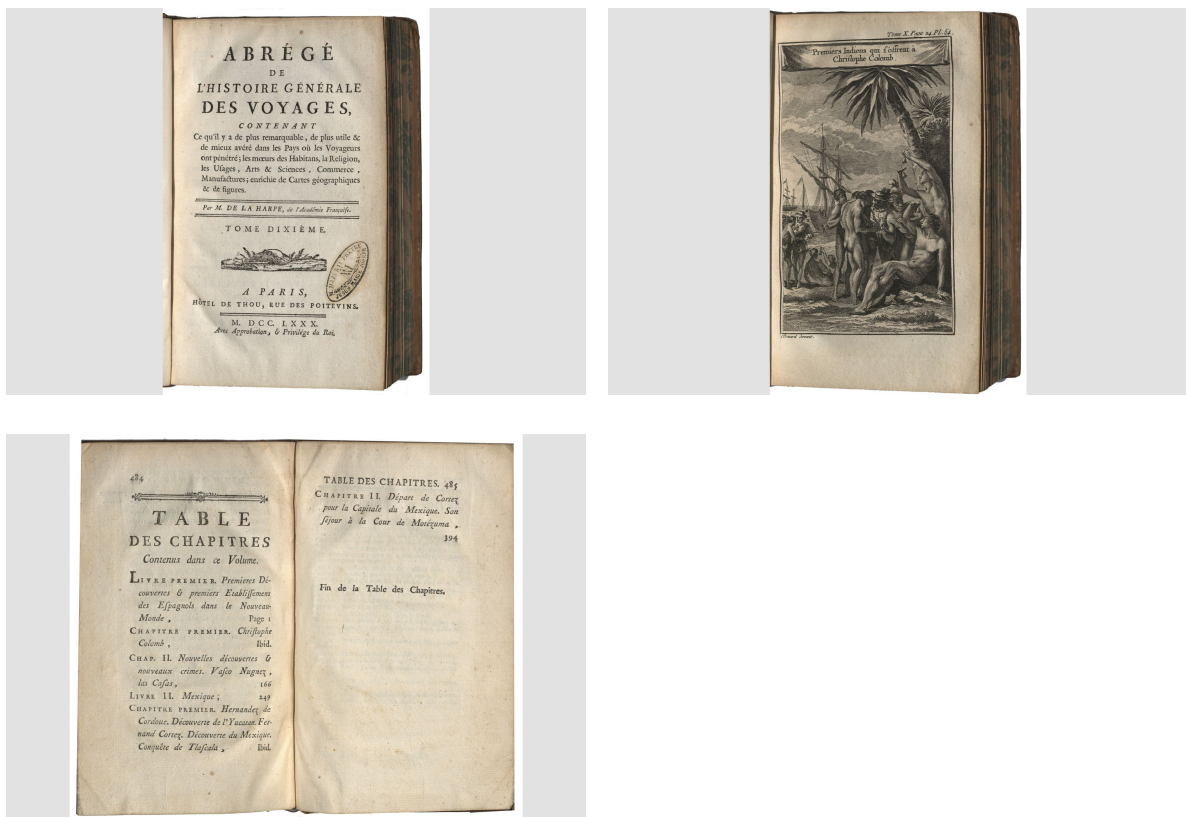 ABRÉGÉ
DE
L'HISTOIRE GÉNÉRALE
DES VOYAGES,
CONTENANT
Ce qu'il y a de plus remarquable, de plus utile &
de mieux avéré dans les Pays où les Voyageurs
ont pénétré; les mœurs des Habitans, la Religion,
les Usages, Arts & Sciences, Commerce,
Manufactures; enrichie de Cartes géographiques
& de figures.
Par M. DE LA HARPE, de l'Académie Françaiſe.
TOME DIXIÈME.
A PARIS,
HÔTEL DE THOU, RUE DES POITEVINS.
M. DCC. LXXX.
Avec Approbation, & Privilége du Roi.
Tome X. Page 24. Pl. 54.
Premiers Indiens qui s'offrent a
Chriſtophe Colomb.
484
TABLE
DES CHAPITRES
Contenus dans ce Volume.
LIVRE PREMIER. Premieres Dé-
couvertes & premiers Etabliſſemens
des Eſpagnols dans le Nouveau-
Monde, Page 1
CHAPITRE PREMIER. Chriſtophe
Colomb, Ibid.
CHAP. II. Nouvelles découvertes &
nouveaux crimes. Vaſco Nugnez,
las Caſas, 166
LIVRE II. Mexique, 249
CHAPITRE PREMIER. Hernandez de
Cordoue. Découverte de l'Yucatan. Fer-
nand Cortez. Découverte du Mexique.
Conquête de Tlaſcala, Ibid.
TABLE DES CHAPITRES. 485
CHAPITRE II. Départ de Cortez
pour la Capitale du Mexique. Son
ſéjour à la Cour de Motézuma,
394
Fin de la Table des Chapitres.